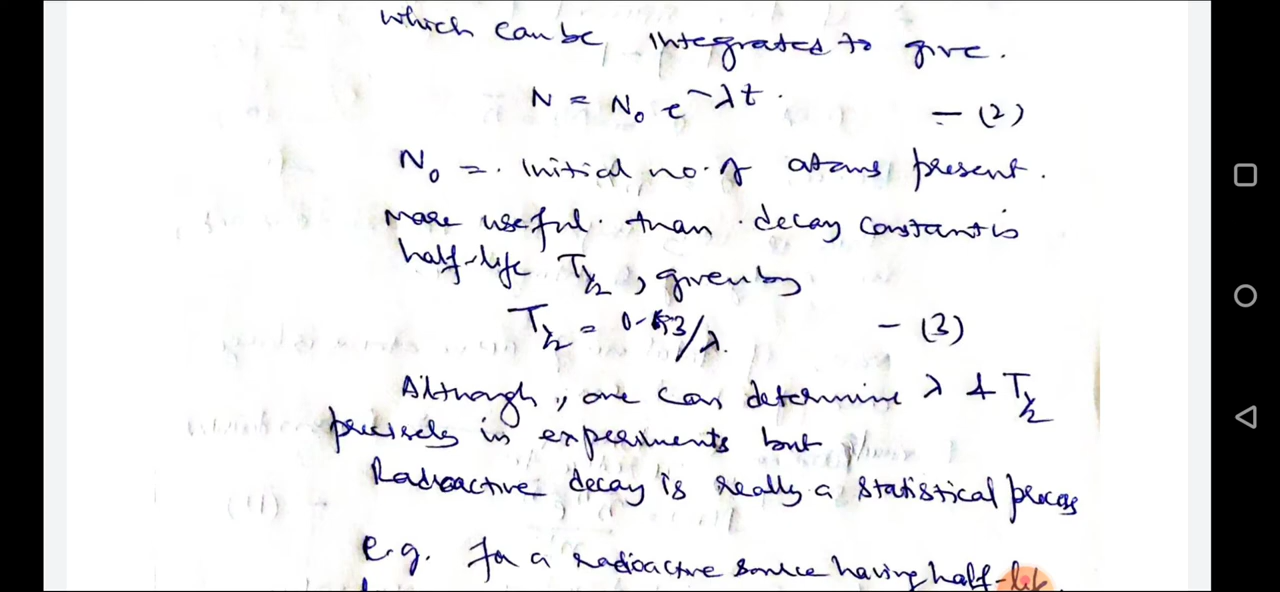 which can be integrated to give.
N = N₀ e^-λt. - (2)
N₀ = initial no. of atoms present.
more useful than decay constant is
half-life T½, given by
T½ = 0.693/λ. - (3)
Although, one can determine λ & T½
precisely in experiments but
Radioactive decay is really a statistical process
e.g. for a radioactive source having half-life